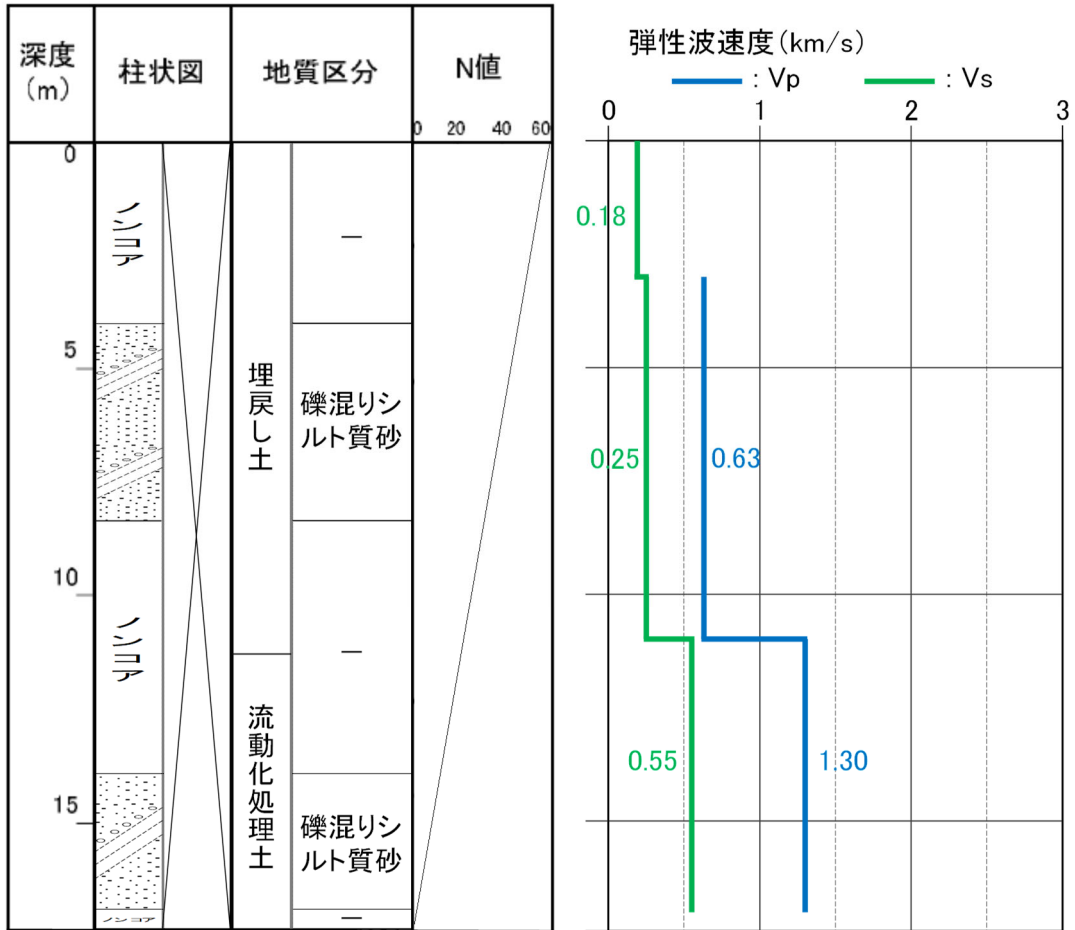 深度
(m)
柱状図
地質区分
N値
0 20 40 60
弾性波速度(km/s)
: Vp
: Vs
0 1 2 3
0
5
10
15
ノンコア
ノンコア
ノンコア
埋戻し土
流動化処理土
—
礫混りシ
ルト質砂
—
礫混りシ
ルト質砂
—
0.18
0.25
0.63
0.55
1.30